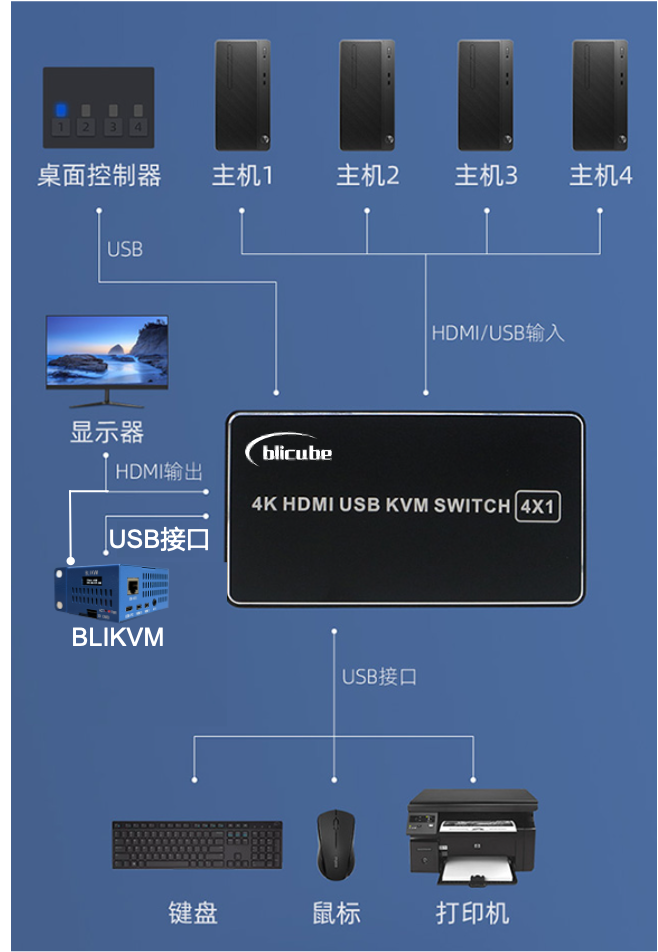 1 2 3 4
桌面控制器
主机1
主机2
主机3
主机4
USB
HDMI/USB输入
显示器
HDMI输出
blicube
4K HDMI USB KVM SWITCH 4X1
USB接口
BLIKVM
BLIKVM
USB接口
键盘
鼠标
打印机